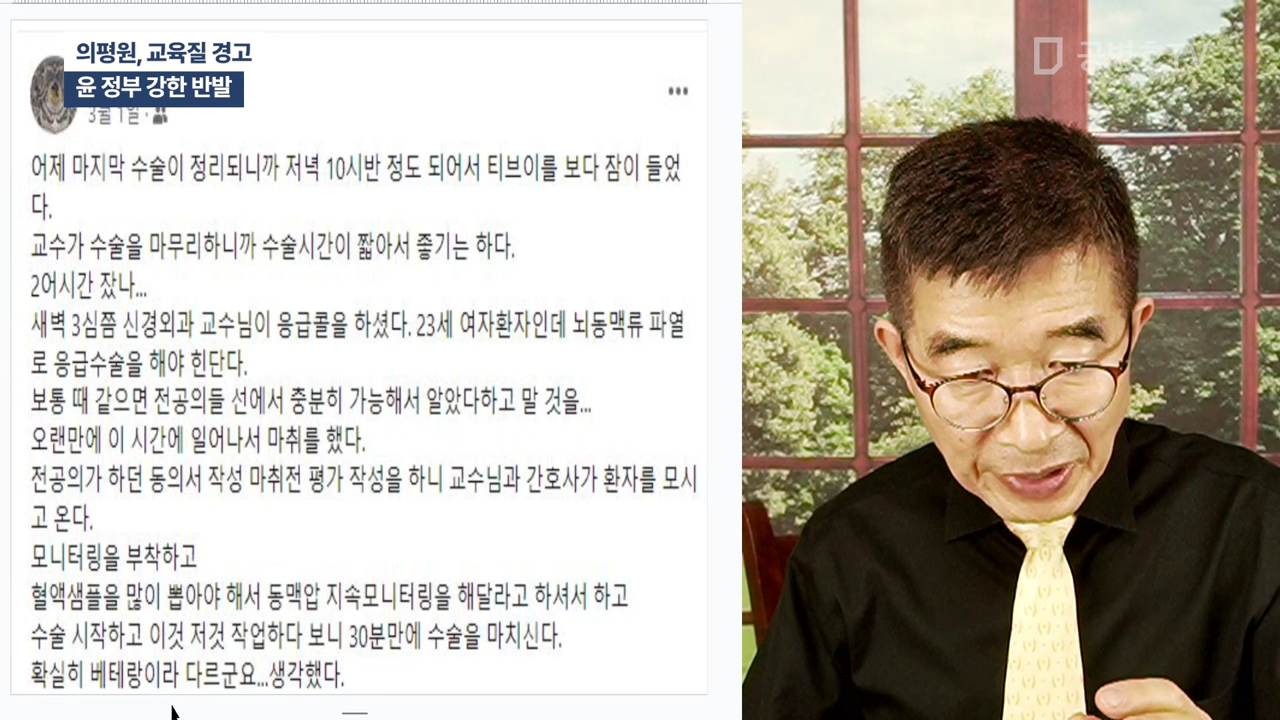 의평원, 교육질 경고
윤 정부 강한 반발
3월 1일
어제 마지막 수술이 정리되니까 저녁 10시반 정도 되어서 티브이를 보다 잠이 들었
다.
교수가 수술을 마무리하니까 수술시간이 짧아서 좋기는 하다.
2어시간 잤나...
새벽 3심쯤 신경외과 교수님이 응급콜을 하셨다. 23세 여자환자인데 뇌동맥류 파열
로 응급수술을 해야 힌단다.
보통 때 같으면 전공의들 선에서 충분히 가능해서 알았다하고 말 것을...
오랜만에 이 시간에 일어나서 마취를 했다.
전공의가 하던 동의서 작성 마취전 평가 작성을 하니 교수님과 간호사가 환자를 모시
고 온다.
모니터링을 부착하고
혈액샘플을 많이 뽑아야 해서 동맥압 지속모니터링을 해달라고 하셔서 하고
수술 시작하고 이것 저것 작업하다 보니 30분만에 수술을 마치신다.
확실히 베테랑이라 다르군요...생각했다.